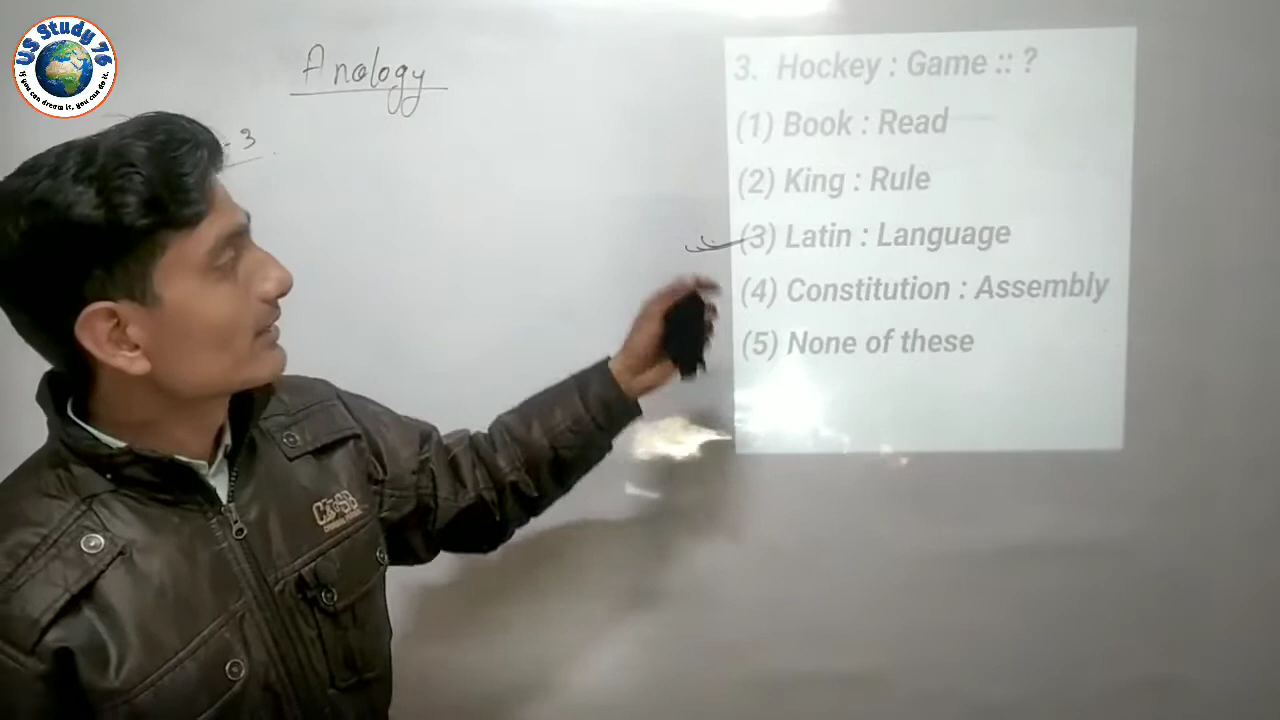 US Study 76
If you can dream it, you can do it.
Analogy
- 3
3. Hockey : Game :: ?
(1) Book : Read
(2) King : Rule
(3) Latin : Language
(4) Constitution : Assembly
(5) None of these